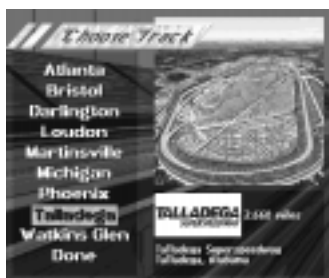 Choose Track
Atlanta
Bristol
Darlington
Loudon
Martinsville
Michigan
Phoenix
Talladega
Watkins Glen
Done
TALLADEGA
SUPERSPEEDWAY
2.660 miles
Talladega Superspeedway
Talladega, Alabama